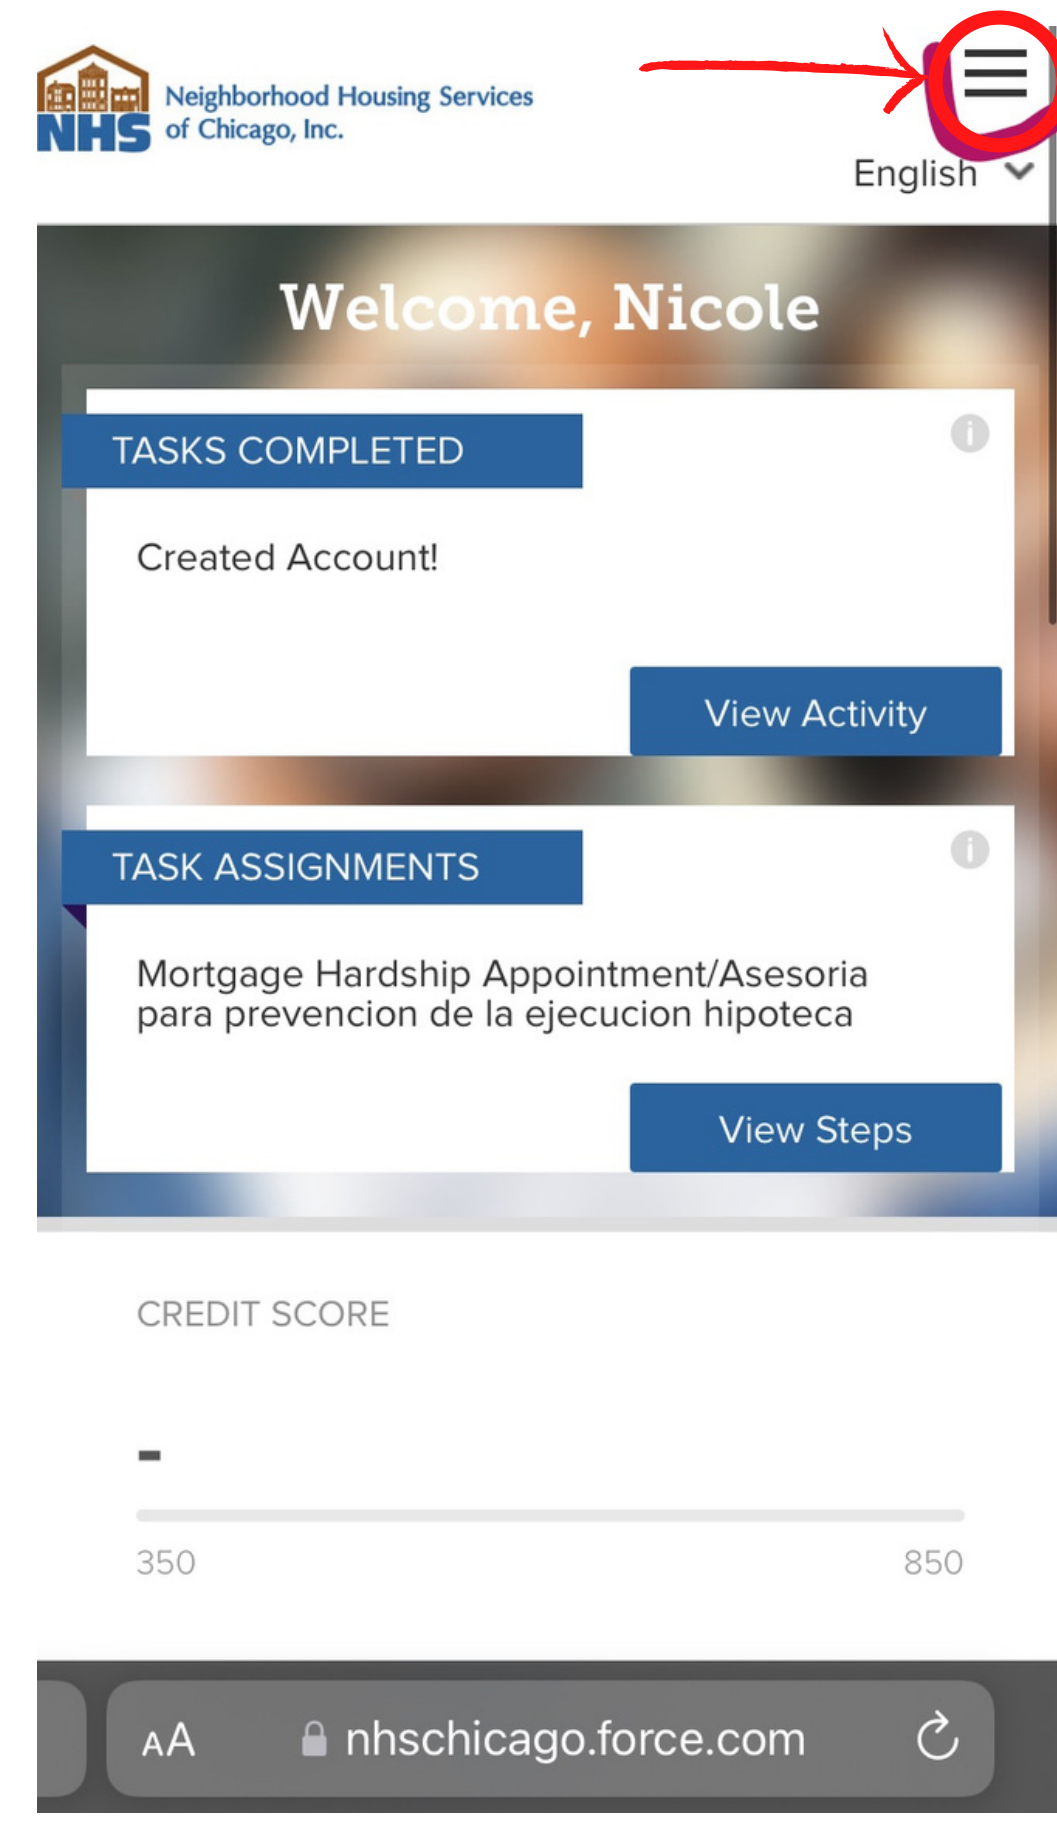 NHS
Neighborhood Housing Services
of Chicago, Inc.
English
Welcome, Nicole
TASKS COMPLETED
i
Created Account!
View Activity
TASK ASSIGNMENTS
i
Mortgage Hardship Appointment/Asesoria
para prevencion de la ejecucion hipoteca
View Steps
CREDIT SCORE
-
350 850
AA nhschicago.force.com